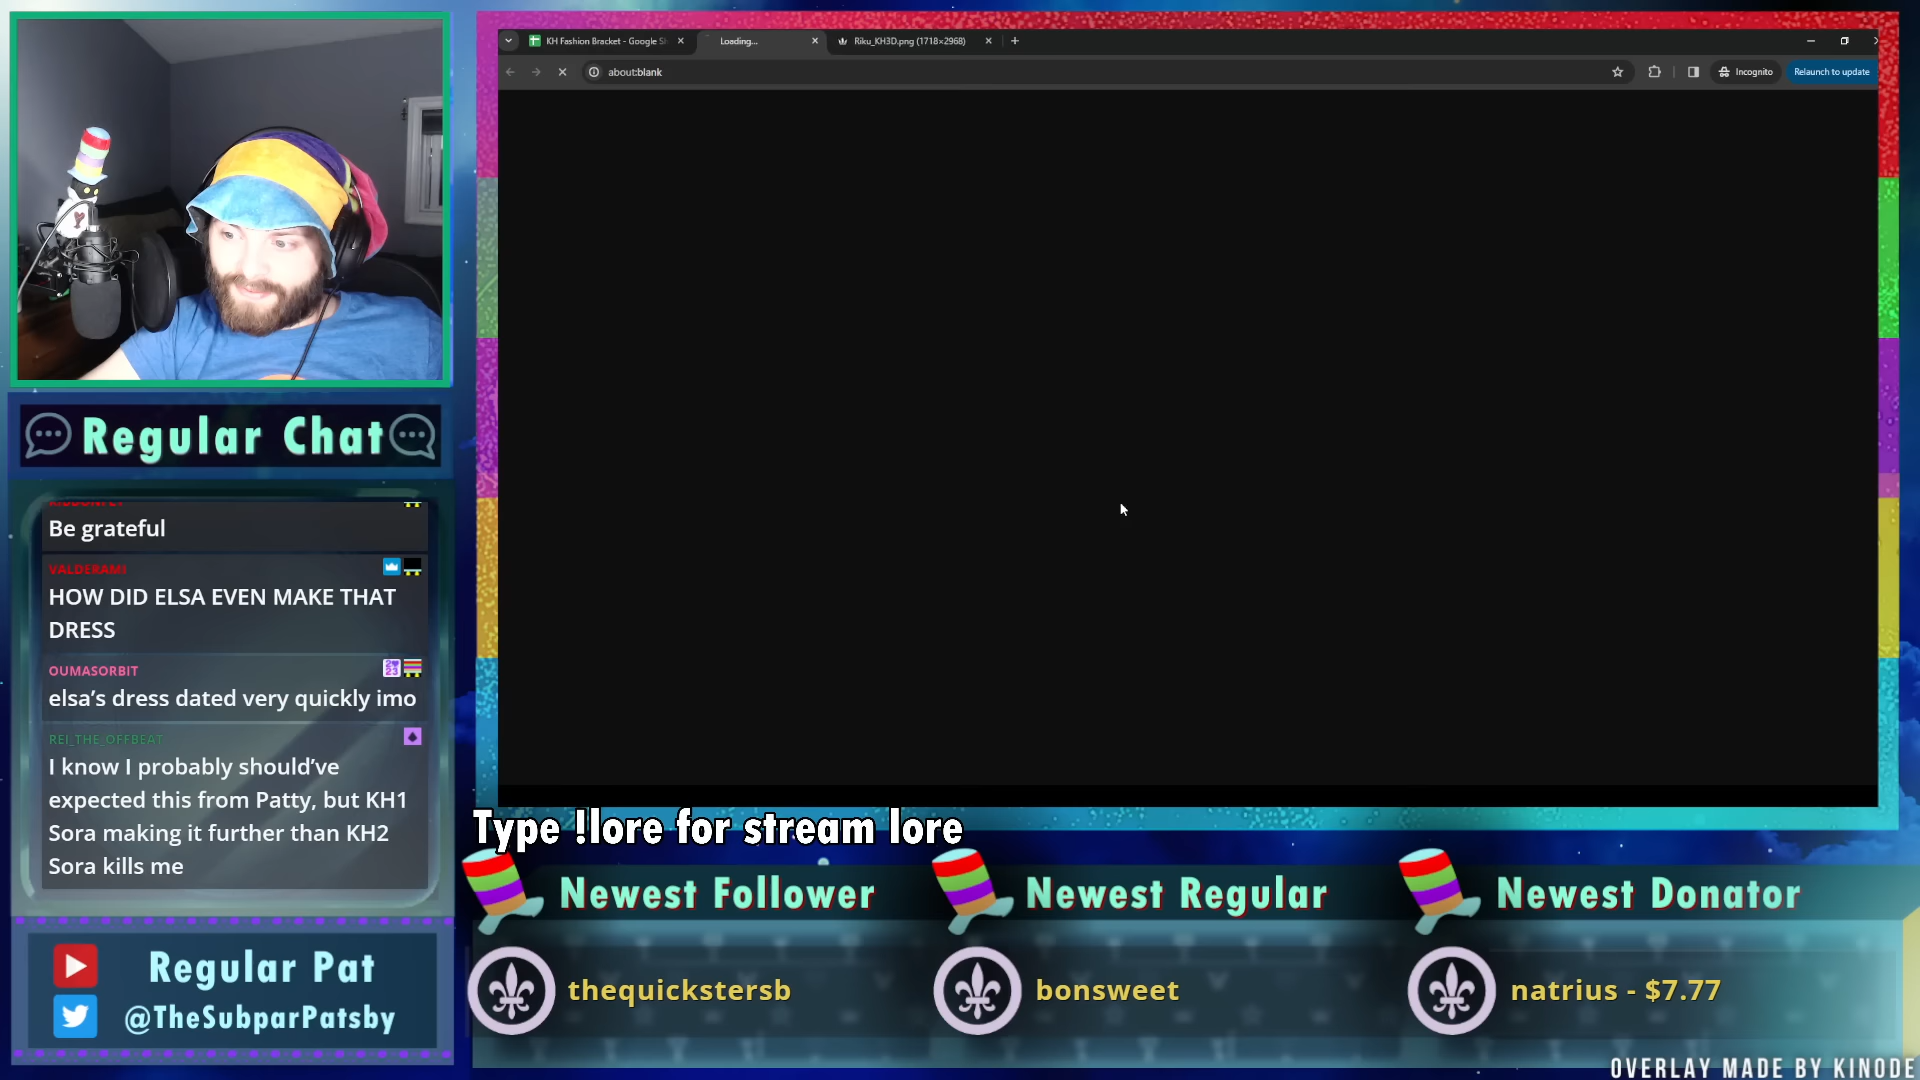 KH Fashion Bracket - Google Sh
Loading...
Riku_KH3D.png (1718×2968)
about:blank
Incognito
Relaunch to update
Regular Chat
Be grateful
VALDERAMJ
HOW DID ELSA EVEN MAKE THAT
DRESS
OUMASORBIT
elsa’s dress dated very quickly imo
REI_THE_OFFBEAT
I know I probably should’ve
expected this from Patty, but KH1
Sora making it further than KH2
Sora kills me
Regular Pat
@TheSubparPatsby
Type !lore for stream lore
Newest Follower
thequickstersb
Newest Regular
bonsweet
Newest Donator
natrius - $7.77
OVERLAY MADE BY KINODE